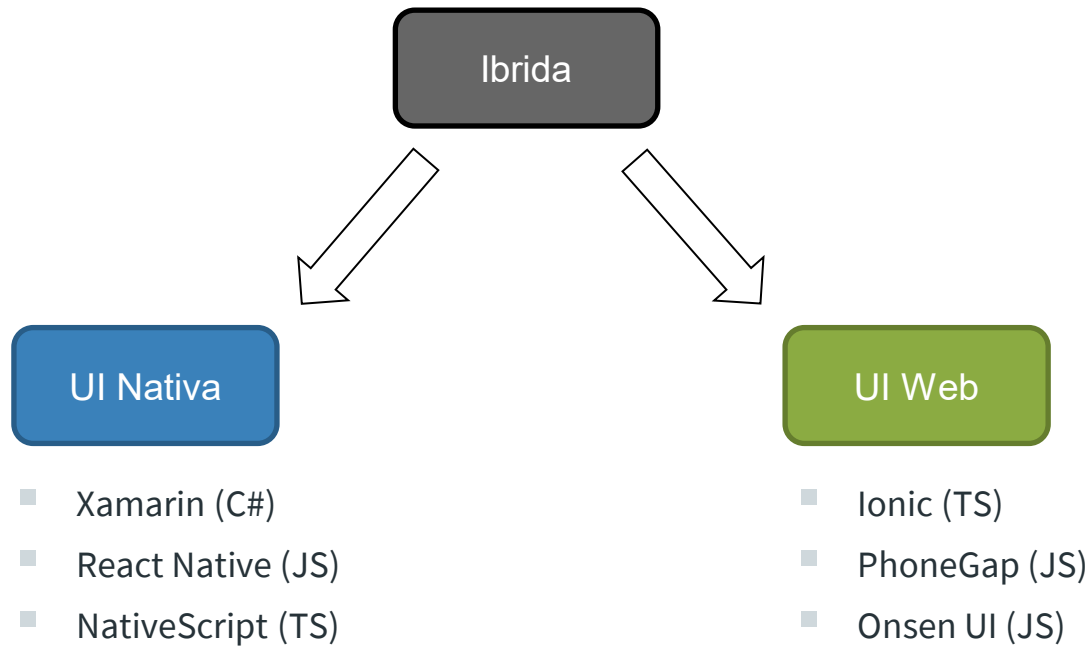 Ibrida
UI Nativa
Xamarin (C#)
React Native (JS)
NativeScript (TS)
UI Web
Ionic (TS)
PhoneGap (JS)
Onsen UI (JS)